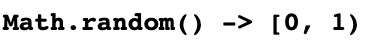 Math.random() -> [0, 1)